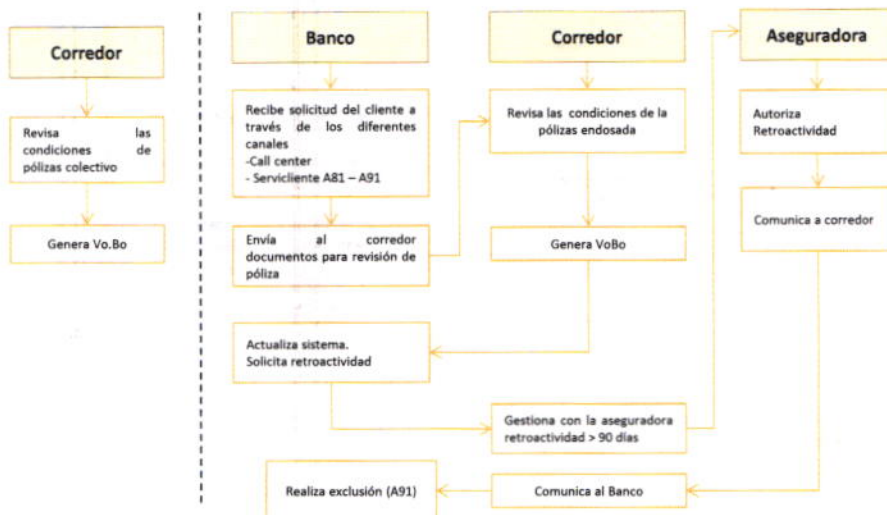 Corredor
Revisa las
condiciones de
pólizas colectivo
Genera Vo.Bo
Banco
Recibe solicitud del cliente a
través de los diferentes
canales
-Call center
- Servicliente A81 – A91
Envía al corredor
documentos para revisión de
póliza
Actualiza sistema.
Solicita retroactividad
Realiza exclusión (A91)
Corredor
Revisa las condiciones de la
pólizas endosada
Genera VoBo
Gestiona con la aseguradora
retroactividad > 90 días
Comunica al Banco
Aseguradora
Autoriza
Retroactividad
Comunica a corredor